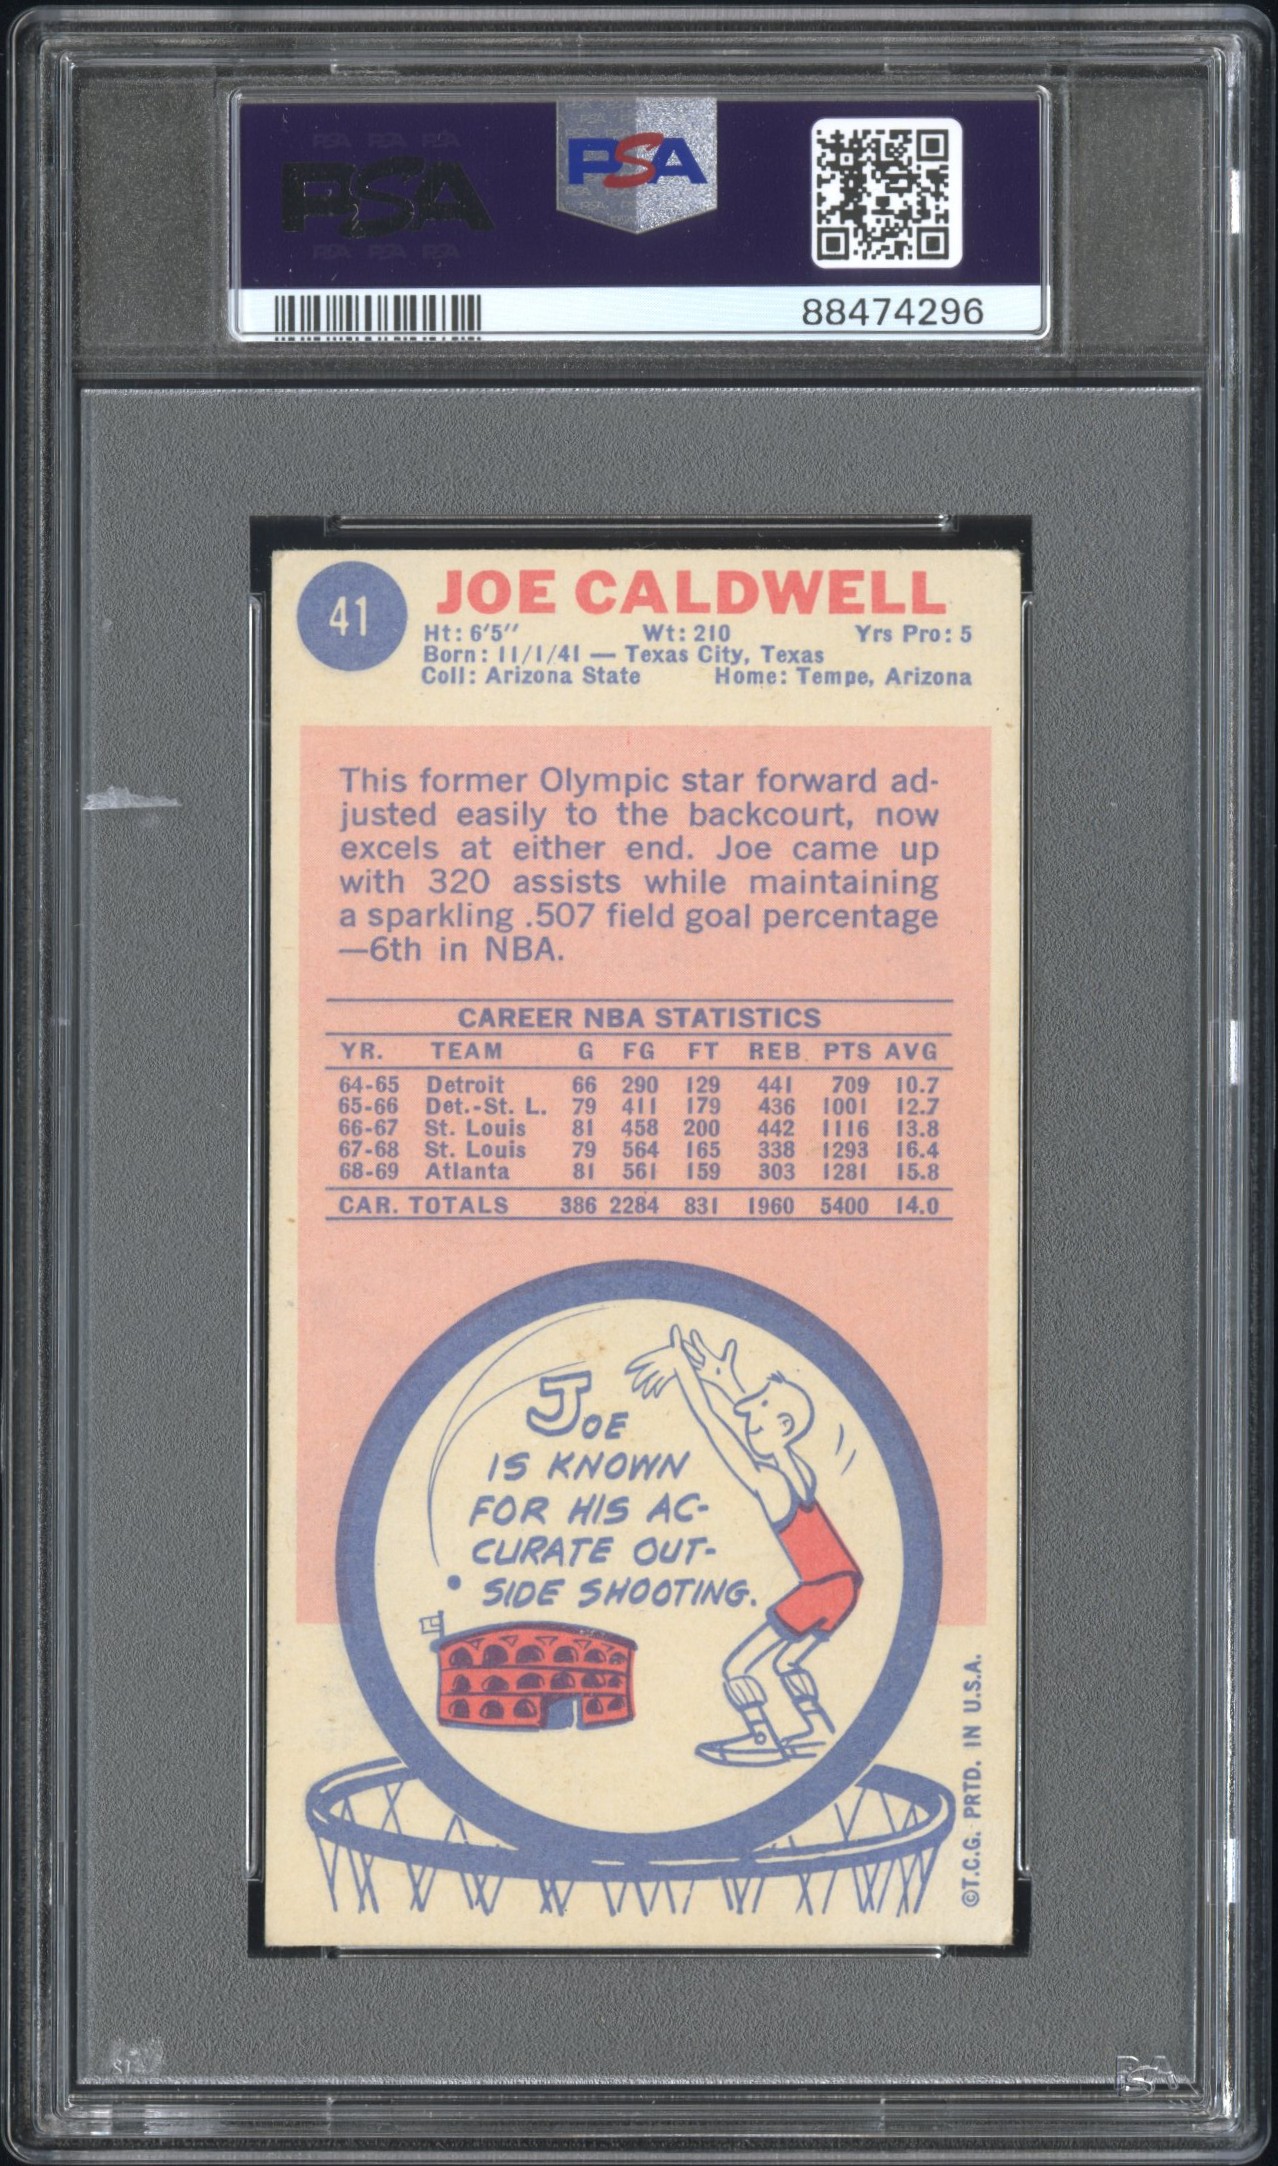 PSA PSA PSA
PSA
PSA PSA PSA
PSA
88474296
41
JOE CALDWELL
Ht: 6'5" Wt: 210 Yrs Pro: 5
Born: 11/1/41 — Texas City, Texas
Coll: Arizona State Home: Tempe, Arizona
This former Olympic star forward ad-
justed easily to the backcourt, now
excels at either end. Joe came up
with 320 assists while maintaining
a sparkling .507 field goal percentage
—6th in NBA.
CAREER NBA STATISTICS
YR. TEAM G FG FT REB. PTS AVG
64-65 Detroit 66 290 129 441 709 10.7
65-66 Det.-St. L. 79 411 179 436 1001 12.7
66-67 St. Louis 81 458 200 442 1116 13.8
67-68 St. Louis 79 564 165 338 1293 16.4
68-69 Atlanta 81 561 159 303 1281 15.8
CAR. TOTALS 386 2284 831 1960 5400 14.0
JOE
IS KNOWN
FOR HIS AC-
CURATE OUT-
SIDE SHOOTING.
©T.C.G. PRTD. IN U.S.A.